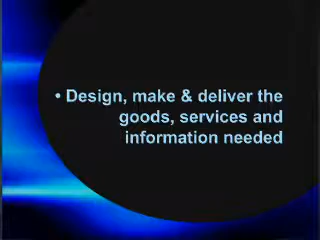 • Design, make & deliver the
goods, services and
information needed